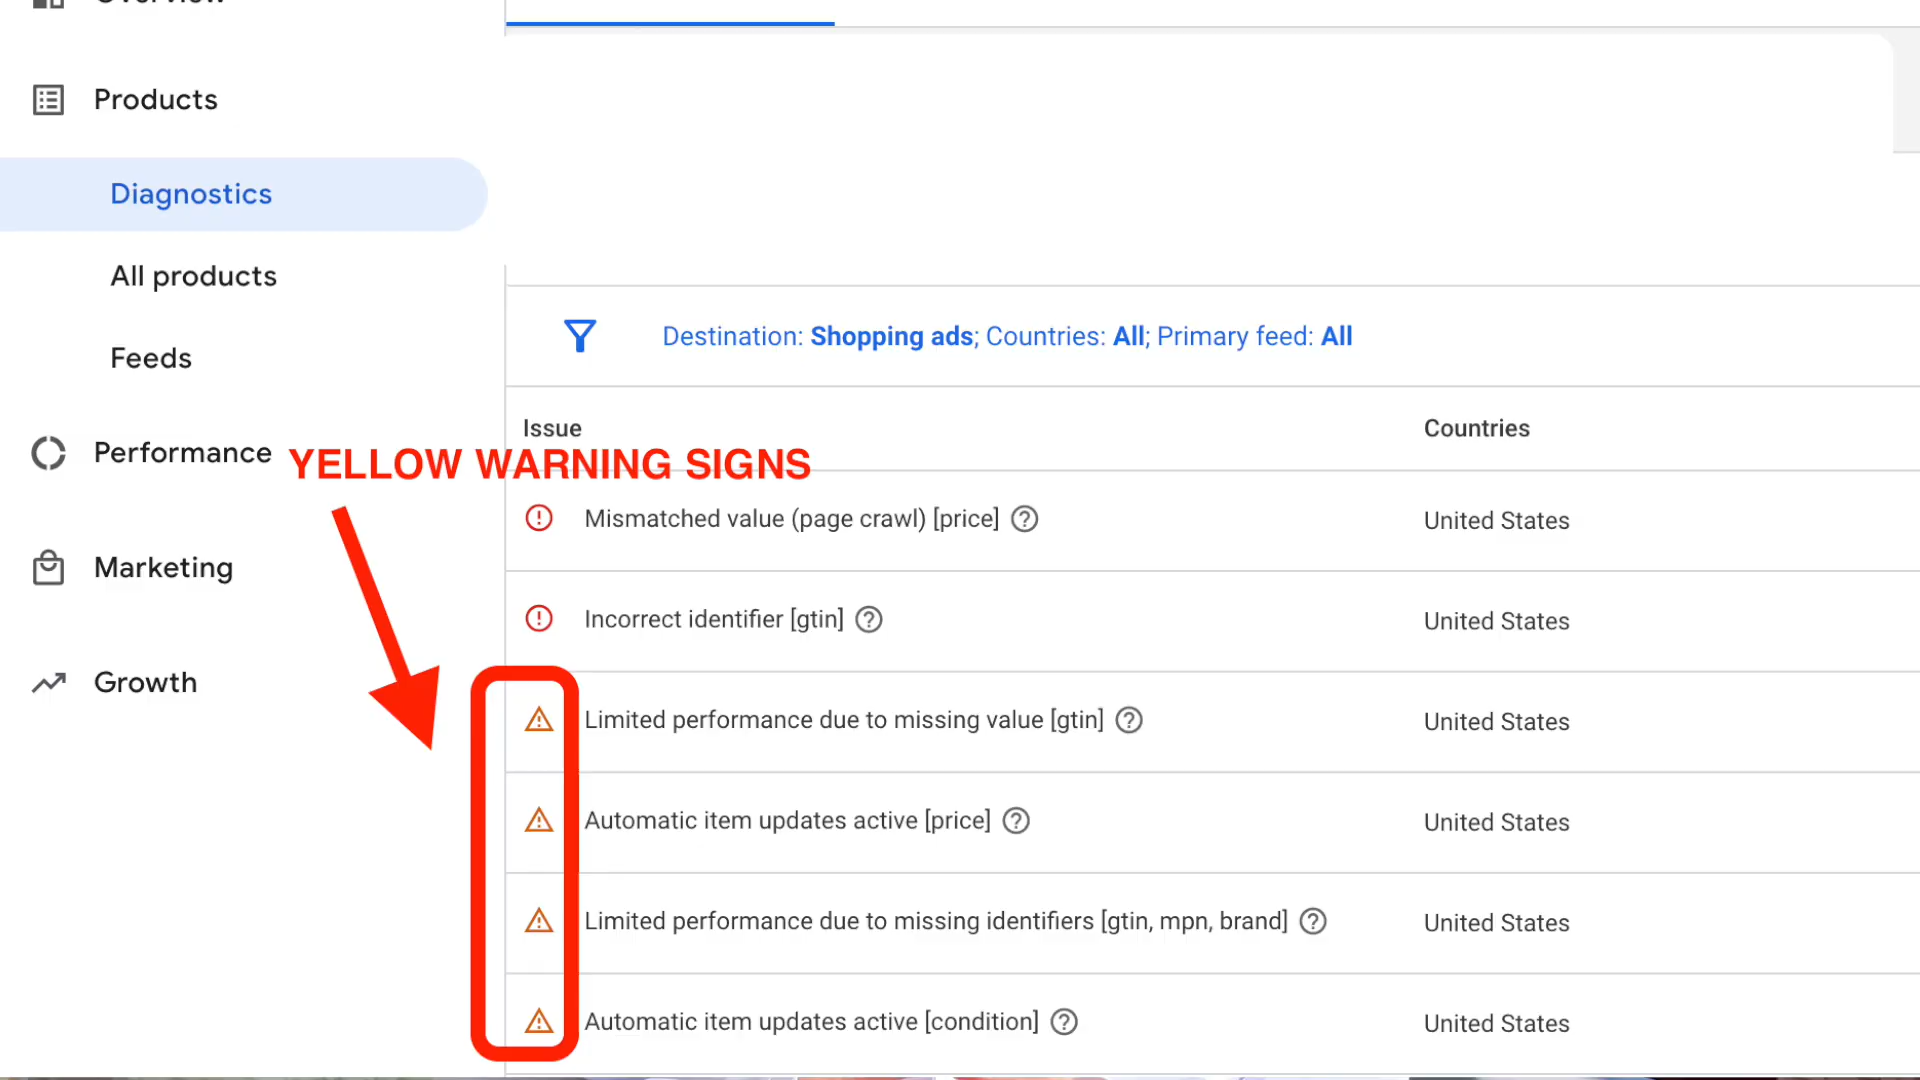 Overview
Products
Diagnostics
All products
Feeds
Performance
Marketing
Growth
YELLOW WARNING SIGNS
Destination: Shopping ads; Countries: All; Primary feed: All
Issue Countries
Mismatched value (page crawl) [price] United States
Incorrect identifier [gtin] United States
Limited performance due to missing value [gtin] United States
Automatic item updates active [price] United States
Limited performance due to missing identifiers [gtin, mpn, brand] United States
Automatic item updates active [condition] United States